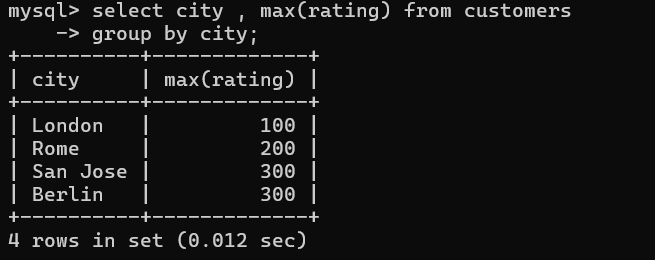 mysql> select city , max(rating) from customers
    -> group by city;
+----------+-------------+
| city     | max(rating) |
+----------+-------------+
| London   |         100 |
| Rome     |         200 |
| San Jose |         300 |
| Berlin   |         300 |
+----------+-------------+
4 rows in set (0.012 sec)